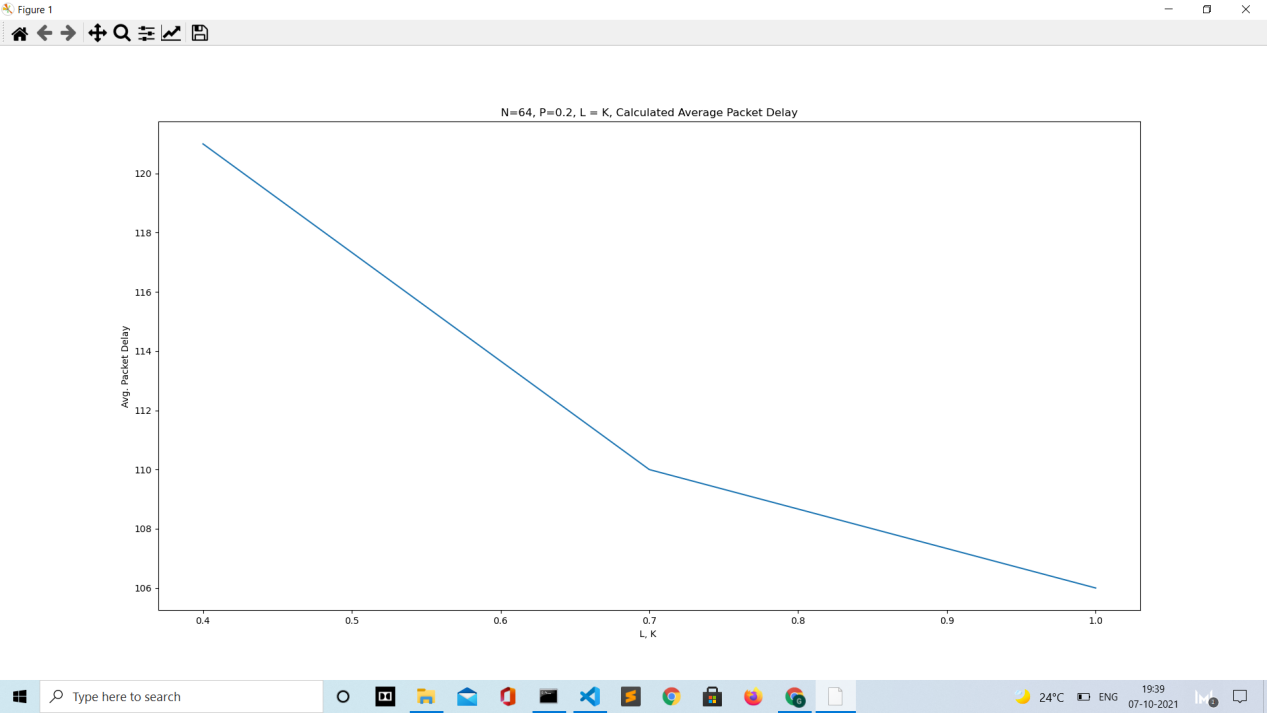 Figure 1
N=64, P=0.2, L = K, Calculated Average Packet Delay
120
118
116
114
112
110
108
106
Avg. Packet Delay
0.4 0.5 0.6 0.7 0.8 0.9 1.0
L, K
Type here to search
24°C ENG 19:39
07-10-2021